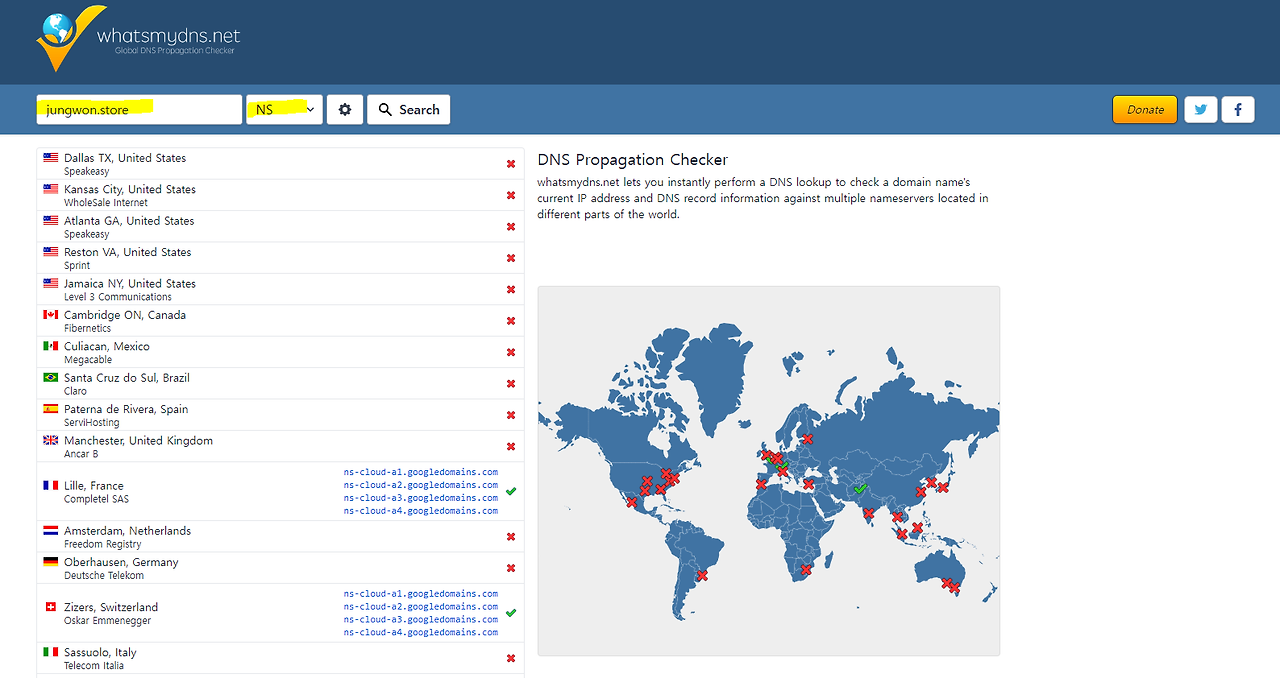 whatsmydns.net
Global DNS Propagation Checker
jungwon.store
NS
Search
Donate
Dallas TX, United States
Speakeasy
Kansas City, United States
WholeSale Internet
Atlanta GA, United States
Speakeasy
Reston VA, United States
Sprint
Jamaica NY, United States
Level 3 Communications
Cambridge ON, Canada
Fibernetics
Culiacan, Mexico
Megacable
Santa Cruz do Sul, Brazil
Claro
Paterna de Rivera, Spain
ServiHosting
Manchester, United Kingdom
Ancar B
Lille, France
Completel SAS
ns-cloud-a1.googledomains.com
ns-cloud-a2.googledomains.com
ns-cloud-a3.googledomains.com
ns-cloud-a4.googledomains.com
Amsterdam, Netherlands
Freedom Registry
Oberhausen, Germany
Deutsche Telekom
Zizers, Switzerland
Oskar Emmenegger
ns-cloud-a1.googledomains.com
ns-cloud-a2.googledomains.com
ns-cloud-a3.googledomains.com
ns-cloud-a4.googledomains.com
Sassuolo, Italy
Telecom Italia
DNS Propagation Checker
whatsmydns.net lets you instantly perform a DNS lookup to check a domain name's
current IP address and DNS record information against multiple nameservers located in
different parts of the world.